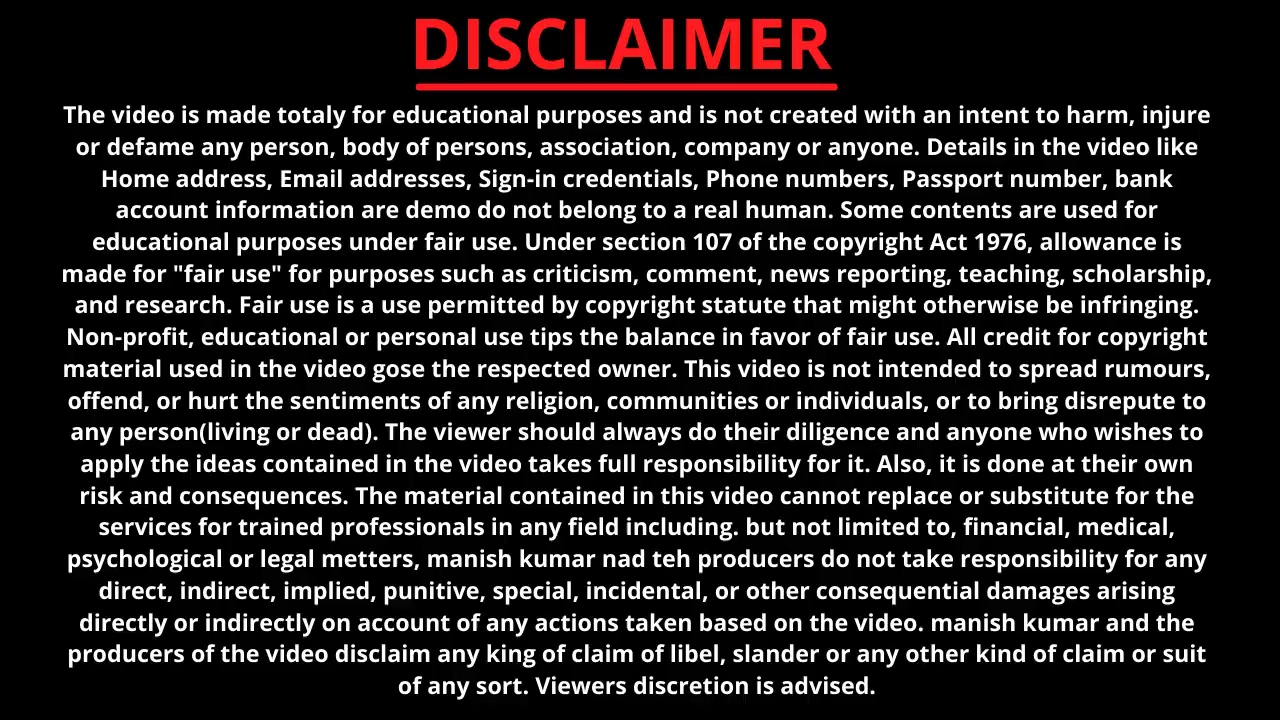 DISCLAIMER
The video is made totaly for educational purposes and is not created with an intent to harm, injure
or defame any person, body of persons, association, company or anyone. Details in the video like
Home address, Email addresses, Sign-in credentials, Phone numbers, Passport number, bank
account information are demo do not belong to a real human. Some contents are used for
educational purposes under fair use. Under section 107 of the copyright Act 1976, allowance is
made for "fair use" for purposes such as criticism, comment, news reporting, teaching, scholarship,
and research. Fair use is a use permitted by copyright statute that might otherwise be infringing.
Non-profit, educational or personal use tips the balance in favor of fair use. All credit for copyright
material used in the video gose the respected owner. This video is not intended to spread rumours,
offend, or hurt the sentiments of any religion, communities or individuals, or to bring disrepute to
any person(living or dead). The viewer should always do their diligence and anyone who wishes to
apply the ideas contained in the video takes full responsibility for it. Also, it is done at their own
risk and consequences. The material contained in this video cannot replace or substitute for the
services for trained professionals in any field including. but not limited to, financial, medical,
psychological or legal metters, manish kumar nad teh producers do not take responsibility for any
direct, indirect, implied, punitive, special, incidental, or other consequential damages arising
directly or indirectly on account of any actions taken based on the video. manish kumar and the
producers of the video disclaim any king of claim of libel, slander or any other kind of claim or suit
of any sort. Viewers discretion is advised.